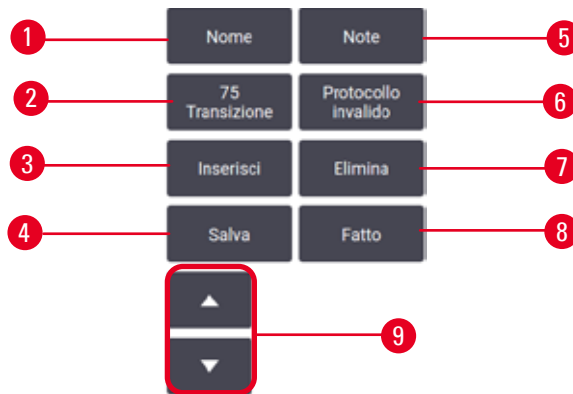 1 Nome Note 5
2 75 Transizione Protocollo invalido 6
3 Inserisci Elimina 7
4 Salva Fatto 8
9